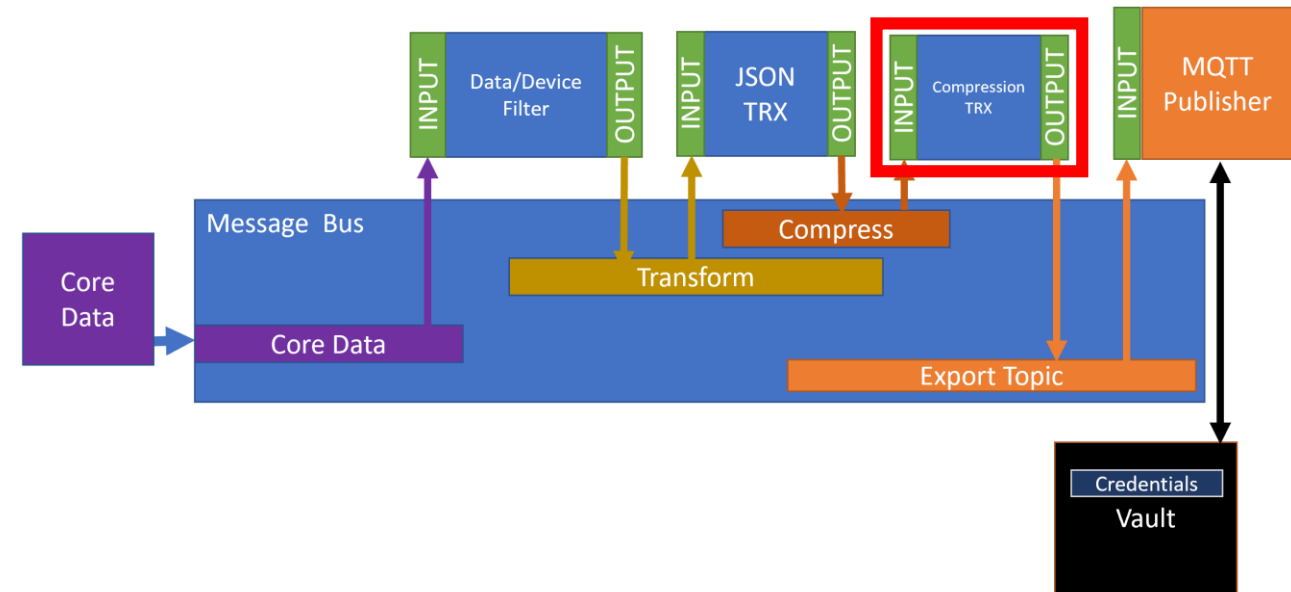 INPUT
Data/Device
Filter
OUTPUT
INPUT
JSON
TRX
OUTPUT
INPUT
Compression
TRX
OUTPUT
INPUT
MQTT
Publisher
Message Bus
Compress
Transform
Core
Data
Core Data
Export Topic
Credentials
Vault